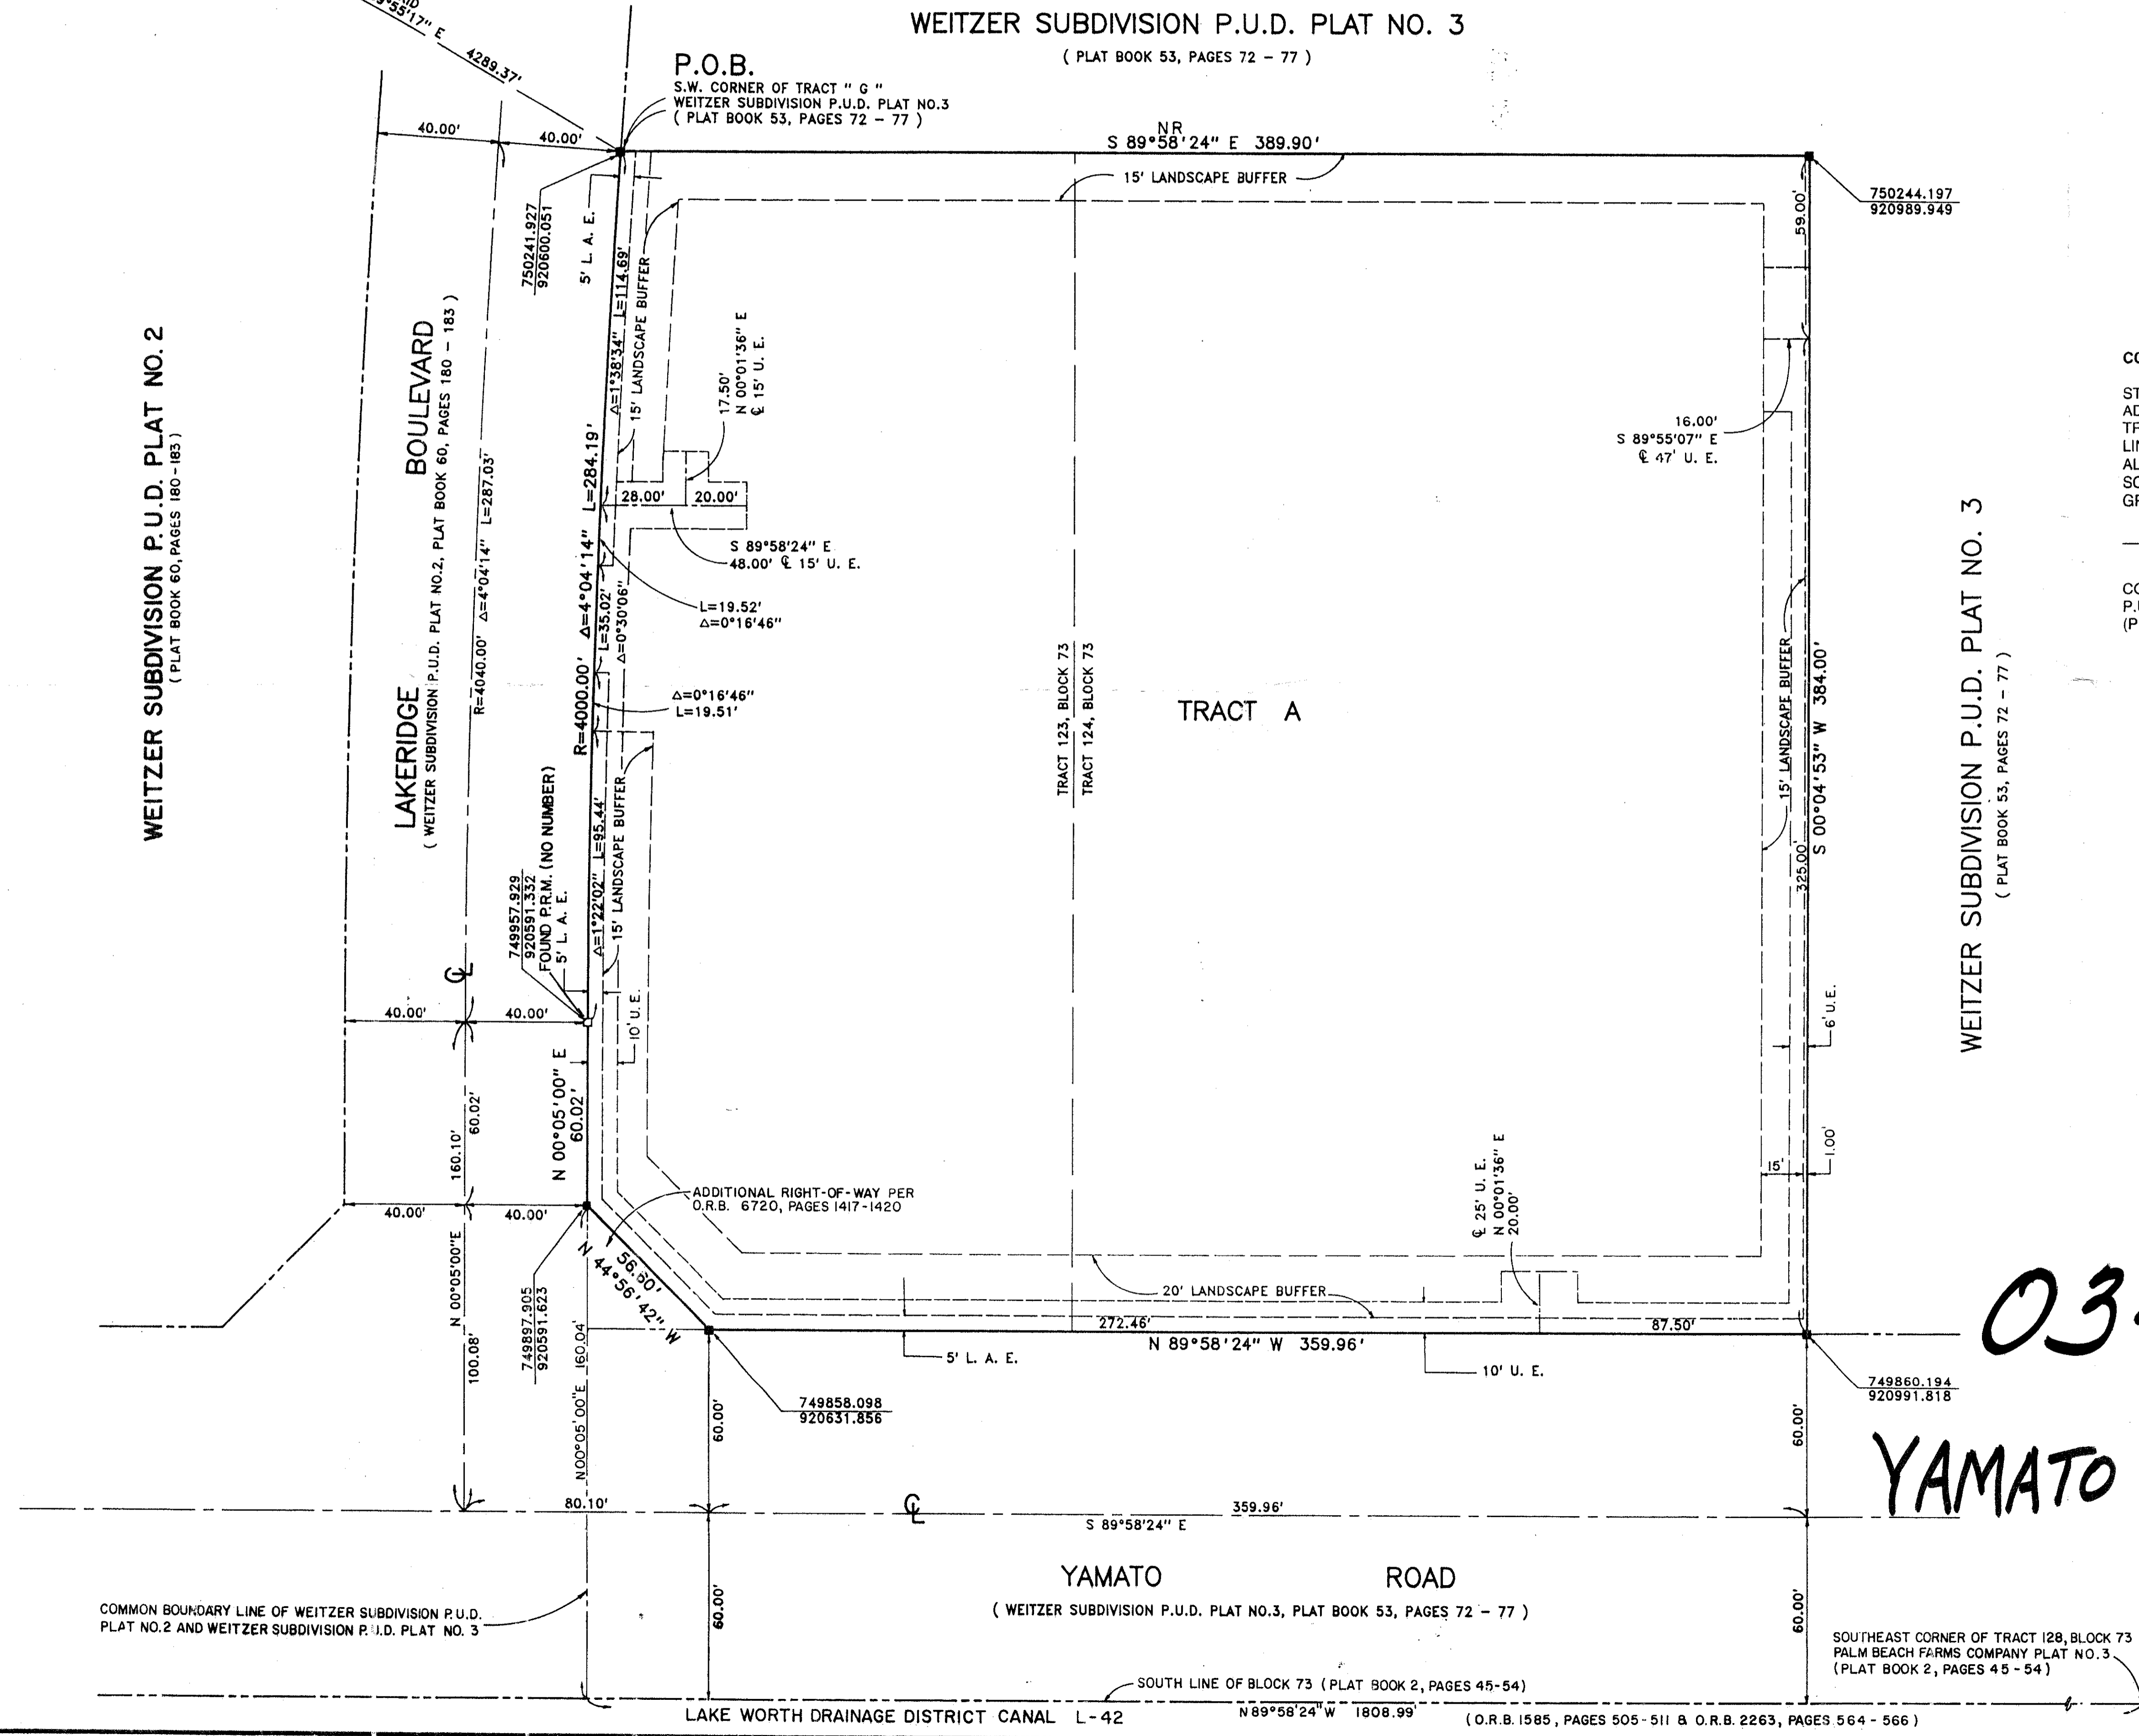 WEITZER SUBDIVISION P.U.D. PLAT NO. 3
( PLAT BOOK 53, PAGES 72 - 77 )
°55'17" E
4289.37'
P.O.B.
S.W. CORNER OF TRACT " G "
WEITZER SUBDIVISION P.U.D. PLAT NO.3
( PLAT BOOK 53, PAGES 72 - 77 )
40.00'
40.00'
NR
S 89°58'24" E 389.90'
15' LANDSCAPE BUFFER
750244.197
920989.949
59.00'
750241.927
920600.051
5' L. A. E.
Δ=1°38'34" L=114.69'
15' LANDSCAPE BUFFER
17.50'
N 00°01'36" E
℄ 15' U. E.
WEITZER SUBDIVISION P.U.D. PLAT NO. 2
(PLAT BOOK 60, PAGES 180-183)
LAKERIDGE BOULEVARD
( WEITZER SUBDIVISION P.U.D. PLAT NO.2, PLAT BOOK 60, PAGES 180 - 183 )
R=4040.00' Δ=4°04'14" L=287.03'
R=4000.00' Δ=4°04'14" L=284.19'
28.00'
20.00'
S 89°58'24" E
48.00' ℄ 15' U. E.
16.00'
S 89°55'07" E
℄ 47' U. E.
L=19.52'
Δ=0°16'46"
L=35.02'
Δ=0°30'06"
Δ=0°16'46"
L=19.51'
TRACT 123, BLOCK 73
TRACT 124, BLOCK 73
TRACT A
15' LANDSCAPE BUFFER
S 00°04'53" W 384.00'
325.00'
WEITZER SUBDIVISION P.U.D. PLAT NO. 3
( PLAT BOOK 53, PAGES 72 - 77 )
749957.929
920591.332
FOUND P.R.M. (NO NUMBER)
5' L. A. E.
Δ=1°22'02" L=95.44'
15' LANDSCAPE BUFFER
℄
40.00'
40.00'
10' U.E.
6' U.E.
N 00°05'00" E
60.02'
160.10'
60.02'
15'
1.00'
℄ 25' U. E.
N 00°01'36" E
20.00'
ADDITIONAL RIGHT-OF-WAY PER
O.R.B. 6720, PAGES 1417-1420
40.00'
40.00'
N 00°05'00"E
100.08'
749897.905
920591.623
56.60'
N 44°56'42" W
20' LANDSCAPE BUFFER
272.46'
87.50'
N 89°58'24" W 359.96'
5' L. A. E.
10' U. E.
N00°05'00"E 160.04'
749858.098
920631.856
749860.194
920991.818
60.00'
60.00'
80.10'
℄
359.96'
S 89°58'24" E
YAMATO ROAD
( WEITZER SUBDIVISION P.U.D. PLAT NO.3, PLAT BOOK 53, PAGES 72 - 77 )
60.00'
60.00'
COMMON BOUNDARY LINE OF WEITZER SUBDIVISION P.U.D.
PLAT NO.2 AND WEITZER SUBDIVISION P.U.D. PLAT NO. 3
SOUTHEAST CORNER OF TRACT 128, BLOCK 73
PALM BEACH FARMS COMPANY PLAT NO.3
(PLAT BOOK 2, PAGES 45-54)
SOUTH LINE OF BLOCK 73 (PLAT BOOK 2, PAGES 45-54)
LAKE WORTH DRAINAGE DISTRICT CANAL L-42
N89°58'24"W 1808.99'
(O.R.B. 1585, PAGES 505-511 & O.R.B. 2263, PAGES 564-566)
03
YAMATO